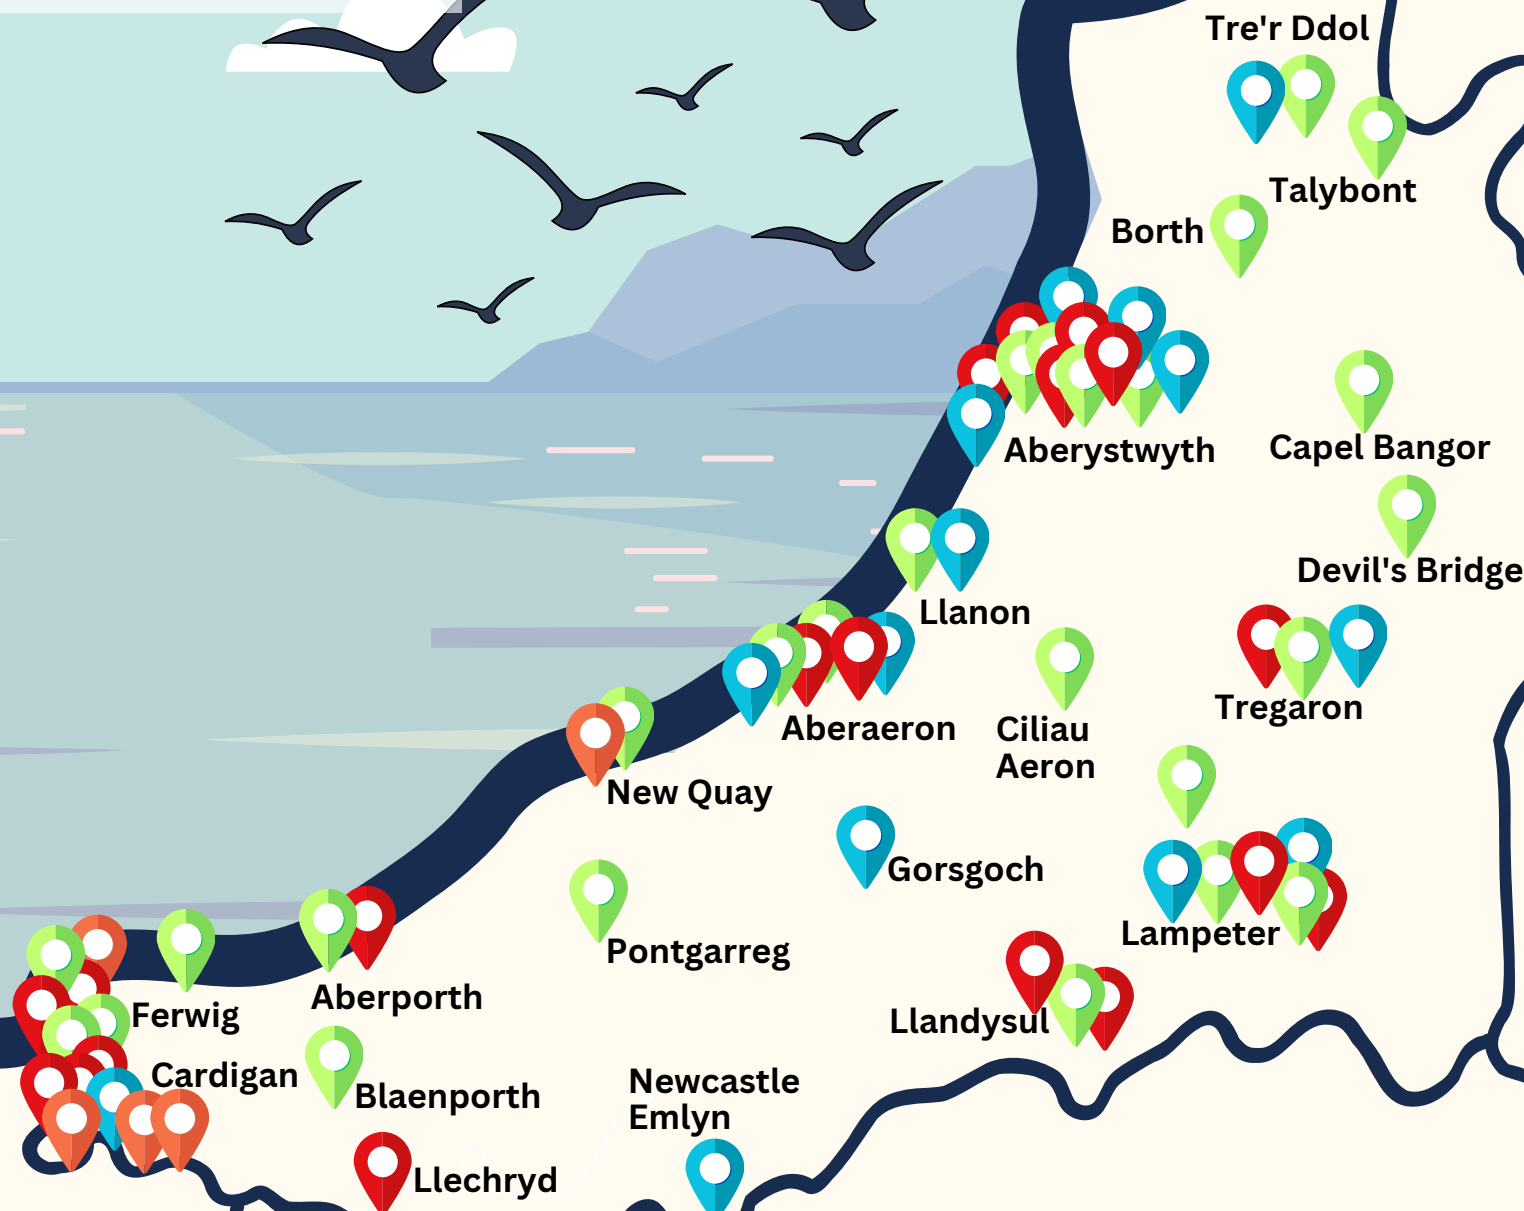 Tre'r Ddol
Talybont
Borth
Aberystwyth
Capel Bangor
Devil's Bridge
Llanon
Tregaron
Aberaeron
Ciliau
Aeron
New Quay
Gorsgoch
Lampeter
Pontgarreg
Aberporth
Ferwig
Llandysul
Cardigan
Blaenporth
Newcastle
Emlyn
Llechryd